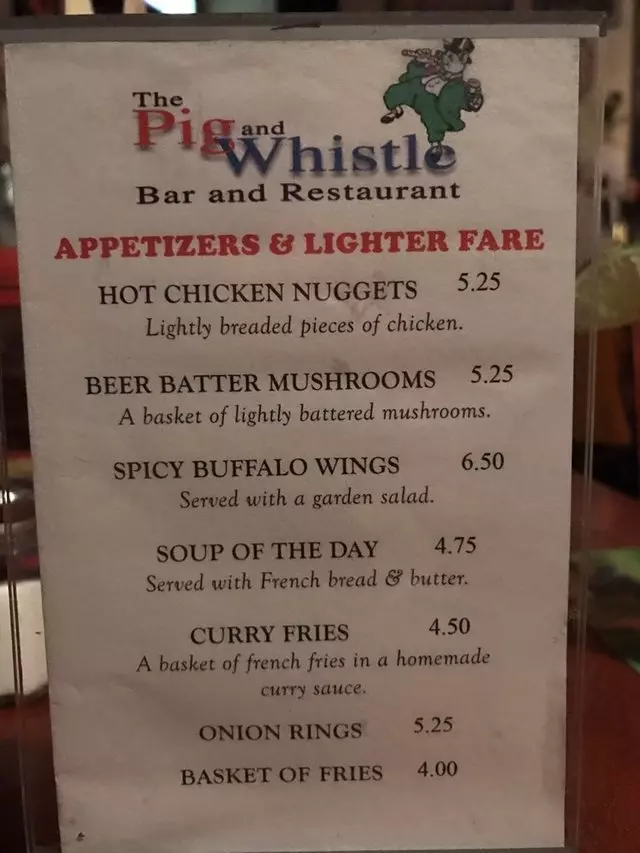 The
Pig and
Whistle
Bar and Restaurant
APPETIZERS & LIGHTER FARE
HOT CHICKEN NUGGETS 5.25
Lightly breaded pieces of chicken.
BEER BATTER MUSHROOMS 5.25
A basket of lightly battered mushrooms.
SPICY BUFFALO WINGS 6.50
Served with a garden salad.
SOUP OF THE DAY 4.75
Served with French bread & butter.
CURRY FRIES 4.50
A basket of french fries in a homemade
curry sauce.
ONION RINGS 5.25
BASKET OF FRIES 4.00